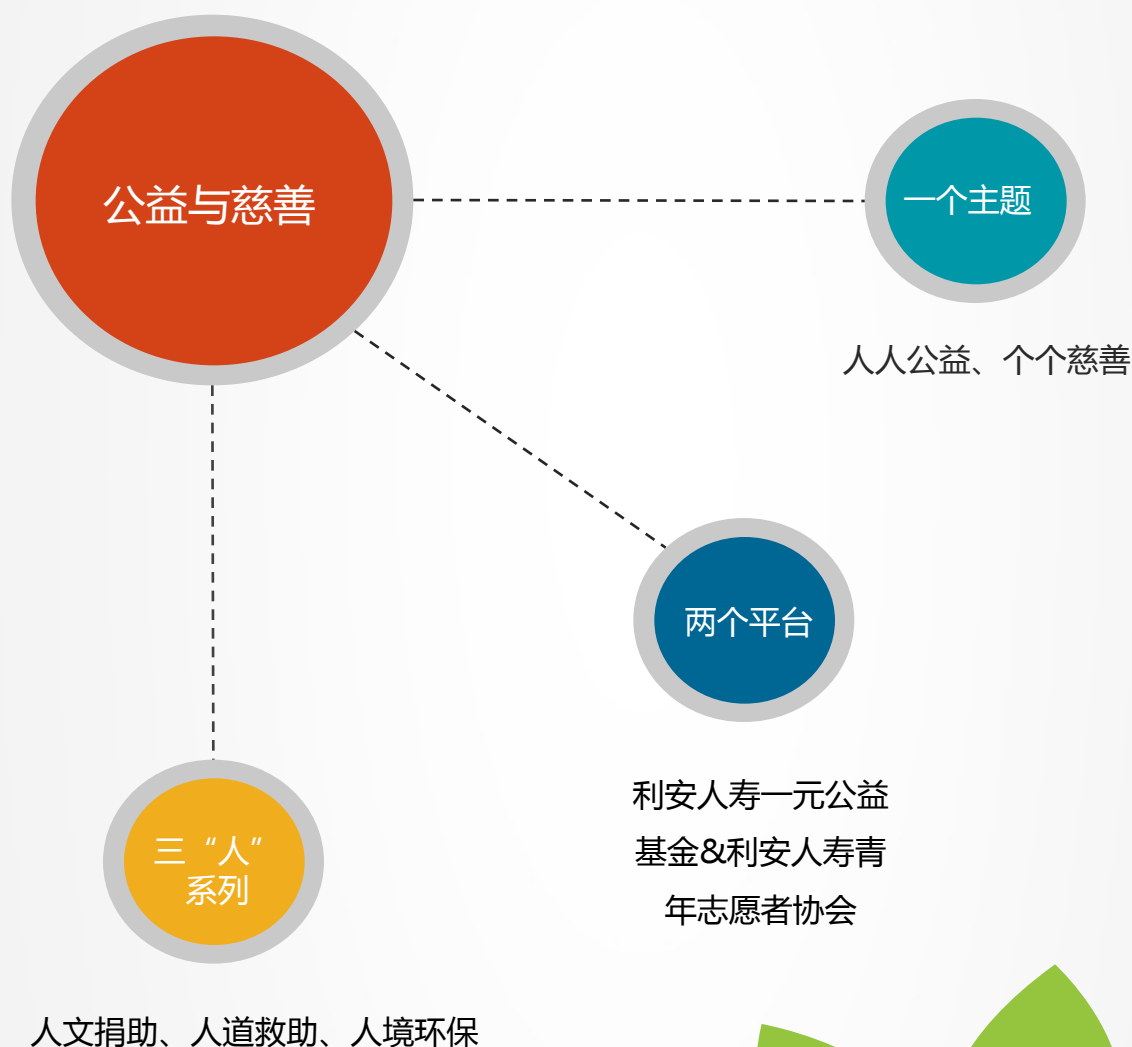 公益与慈善
一个主题
人人公益、个个慈善
两个平台
利安人寿一元公益
基金&利安人寿青
年志愿者协会
三“人”
系列
人文捐助、人道救助、人境环保